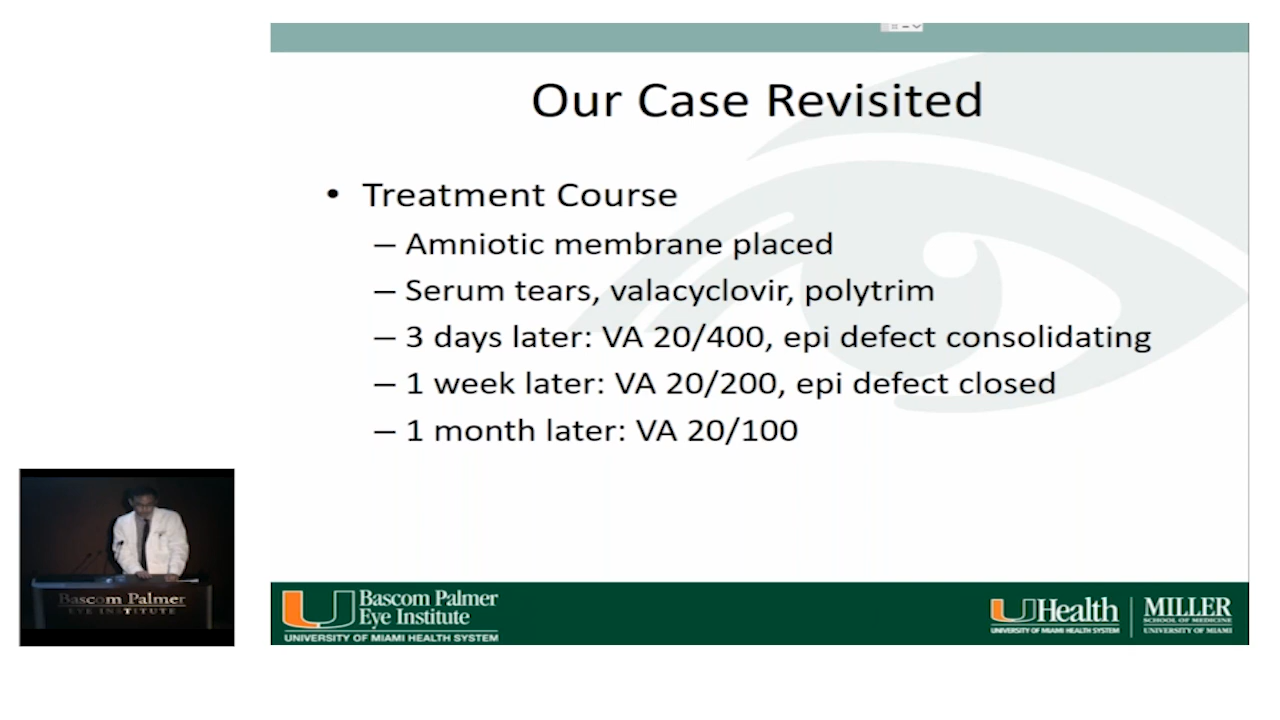 Our Case Revisited
• Treatment Course
– Amniotic membrane placed
– Serum tears, valacyclovir, polytrim
– 3 days later: VA 20/400, epi defect consolidating
– 1 week later: VA 20/200, epi defect closed
– 1 month later: VA 20/100
Bascom Palmer
EYE INSTITUTE
Bascom Palmer
Eye Institute
UNIVERSITY OF MIAMI HEALTH SYSTEM
UHealth
UNIVERSITY OF MIAMI HEALTH SYSTEM
MILLER
SCHOOL OF MEDICINE
UNIVERSITY OF MIAMI